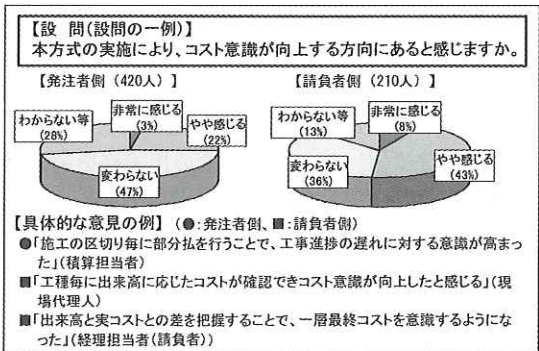 【設 問(設問の一例)】
本方式の実施により、コスト意識が向上する方向にあると感じますか。
【発注者側（420人）】
【請負者側（210人）】
わからない等
(28%)
非常に感じる
(3%)
やや感じる
(22%)
変わらない
(47%)
わからない等
(13%)
非常に感じる
(8%)
変わらない
(36%)
やや感じる
(43%)
【具体的な意見の例】（●:発注者側、■:請負者側）
●「施工の区切り毎に部分払を行うことで、工事進捗の遅れに対する意識が高まっ
た」(積算担当者)
■「工種毎に出来高に応じたコストが確認できコスト意識が向上したと感じる」(現
場代理人)
■「出来高と実コストとの差を把握することで、一層最終コストを意識するようにな
った」(経理担当者(請負者))